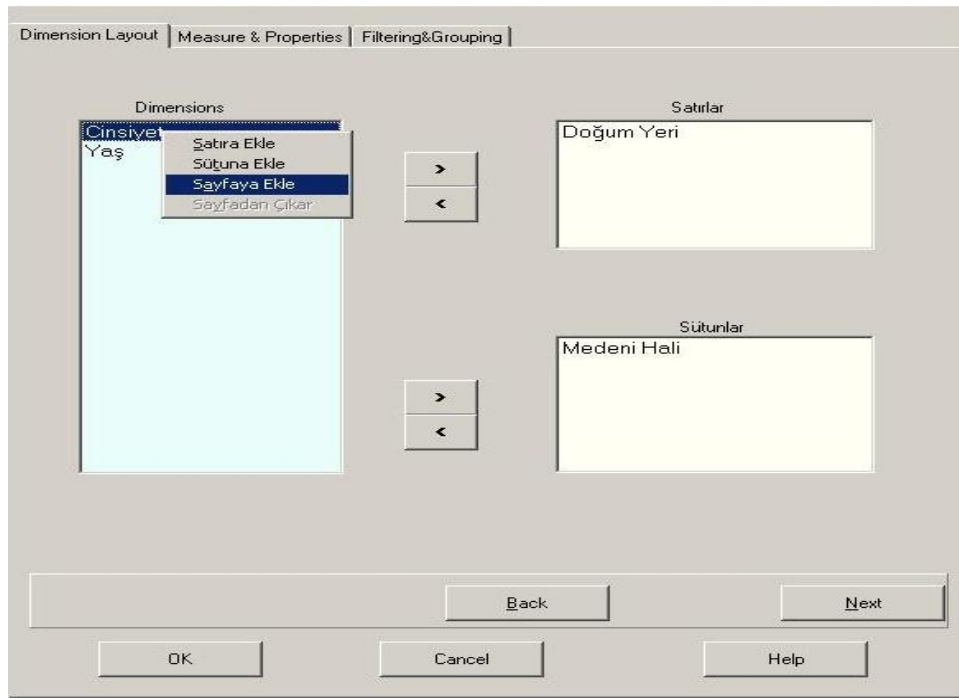 Dimension Layout
Measure & Properties
Filtering&Grouping
Dimensions
Cinsiyet
Yaş
Satıra Ekle
Sütuna Ekle
Sayfaya Ekle
Sayfadan Çıkar
>
<
Satırlar
Doğum Yeri
>
<
Sütunlar
Medeni Hali
Back
Next
OK
Cancel
Help